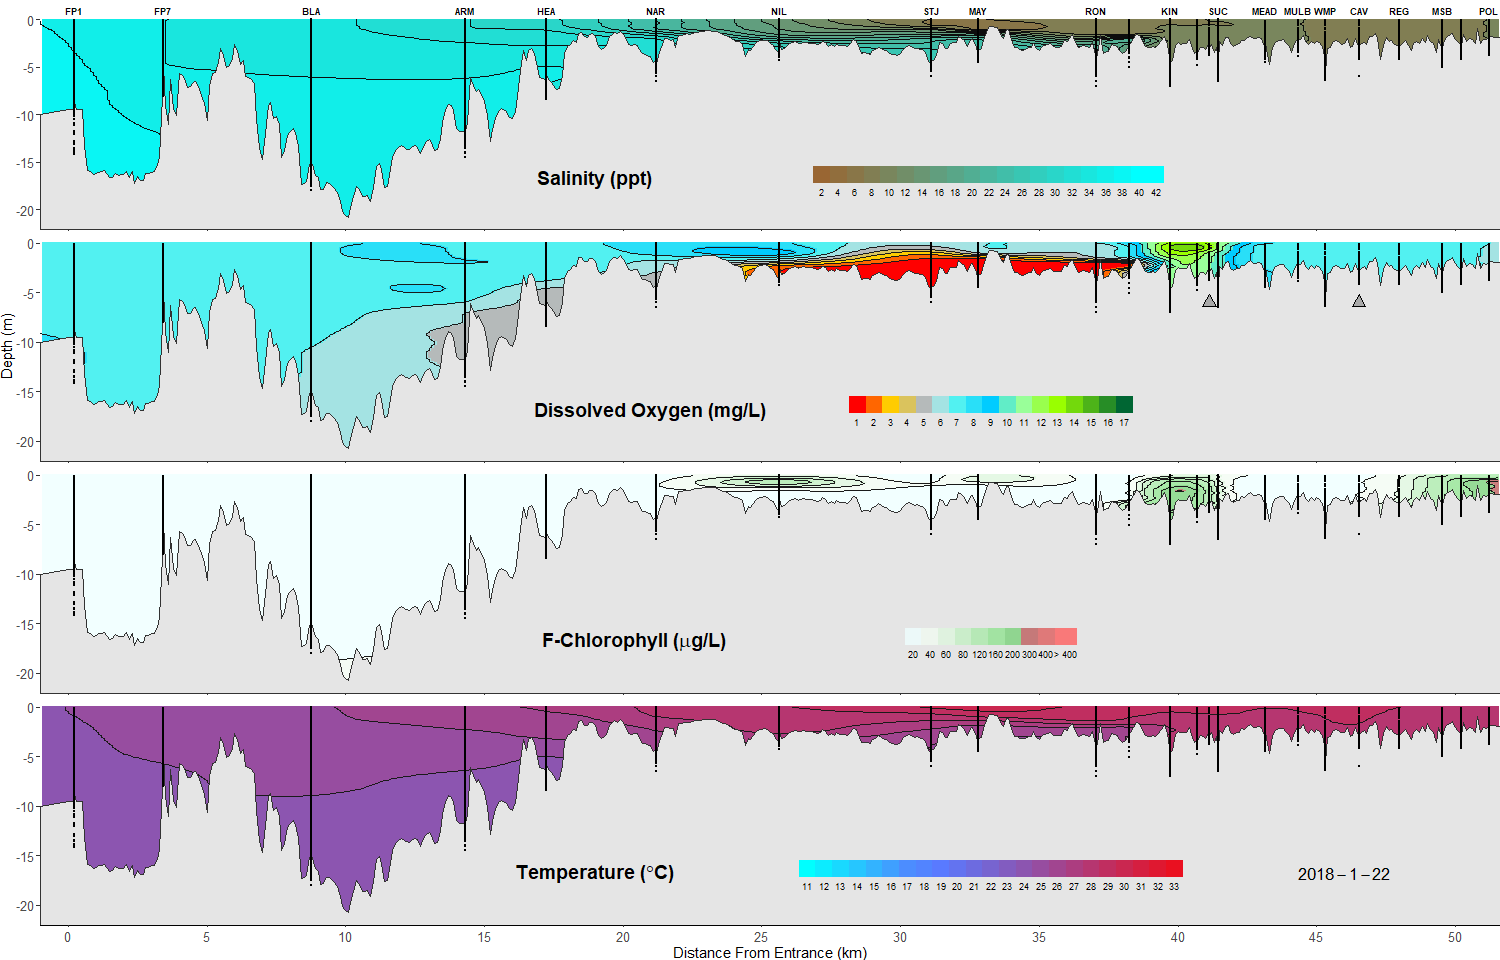 FP1 FP7 BLA ARM HEA NAR NIL STJ MAY RON KIN SUC MEAD MULB WMP CAV REG MSB POL
0
-5
-10
-15
-20
Salinity (ppt)
2 4 6 8 10 12 14 16 18 20 22 24 26 28 30 32 34 36 38 40 42
0
-5
-10
-15
-20
Dissolved Oxygen (mg/L)
1 2 3 4 5 6 7 8 9 10 11 12 13 14 15 16 17
Depth (m)
0
-5
-10
-15
-20
F-Chlorophyll (μg/L)
20 40 60 80 120 160 200 300 400 > 400
0
-5
-10
-15
-20
Temperature (°C)
11 12 13 14 15 16 17 18 19 20 21 22 23 24 25 26 27 28 29 30 31 32 33
2018-1-22
0 5 10 15 20 25 30 35 40 45 50
Distance From Entrance (km)